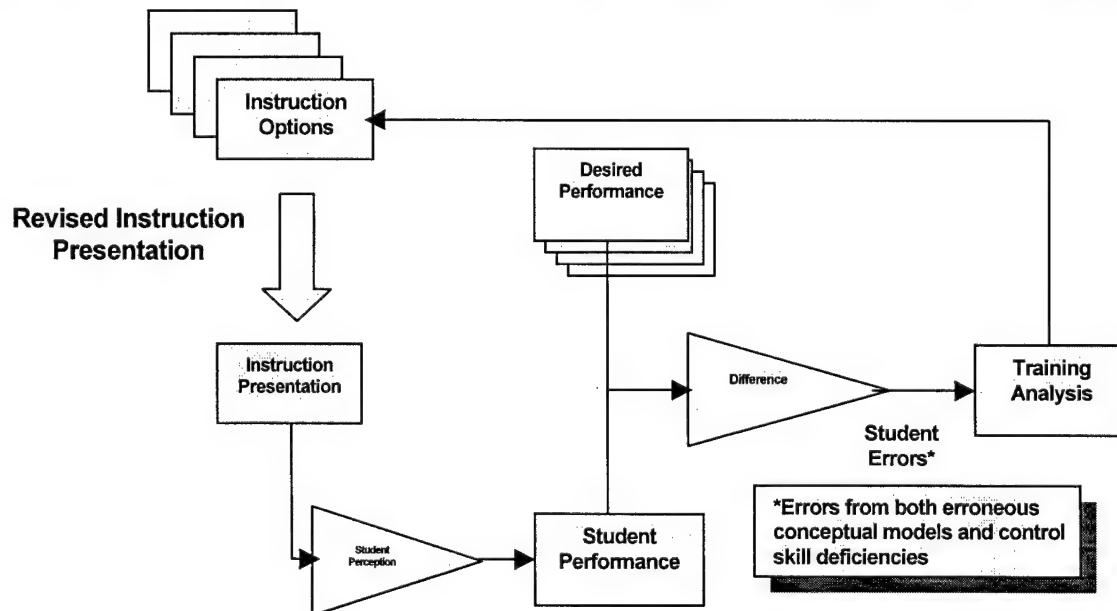 Instruction
Options
Desired
Performance
Revised Instruction
Presentation
Instruction
Presentation
Difference
Training
Analysis
Student
Errors*
*Errors from both erroneous
conceptual models and control
skill deficiencies
Student
Perception
Student
Performance